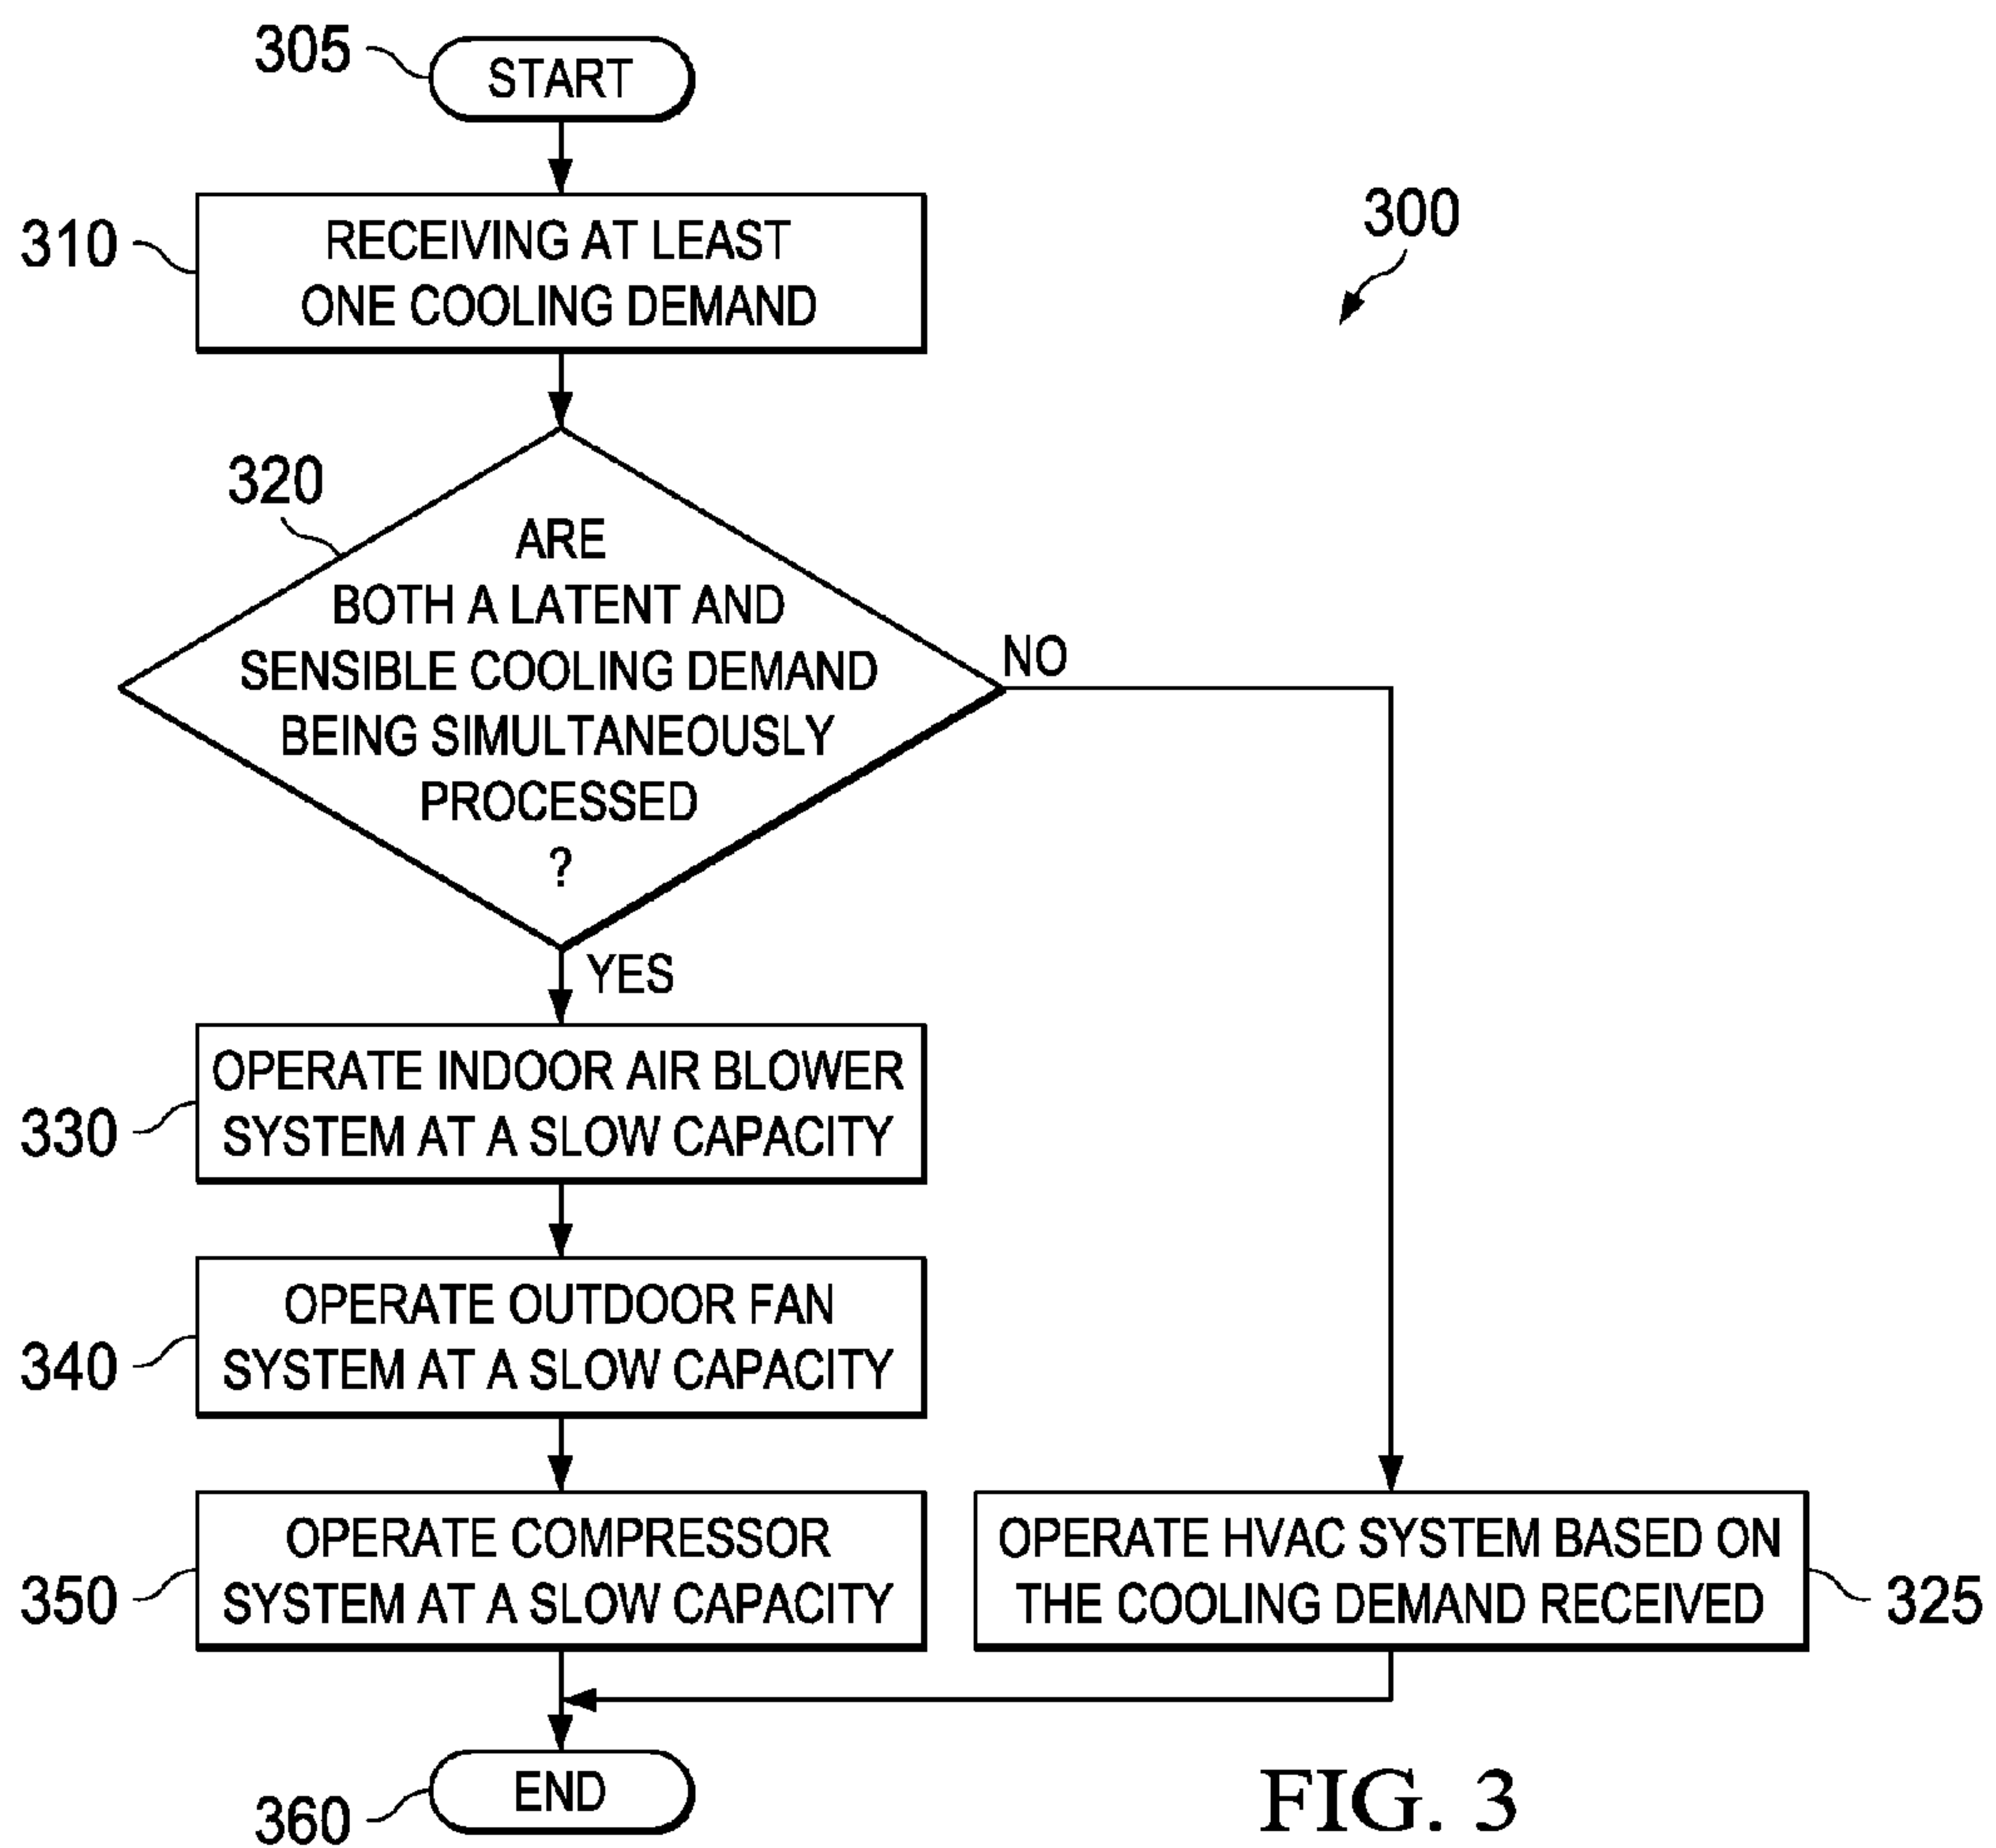 305
START
310
RECEIVING AT LEAST
ONE COOLING DEMAND
300
320
ARE
BOTH A LATENT AND
SENSIBLE COOLING DEMAND
BEING SIMULTANEOUSLY
PROCESSED
?
NO
YES
330
OPERATE INDOOR AIR BLOWER
SYSTEM AT A SLOW CAPACITY
340
OPERATE OUTDOOR FAN
SYSTEM AT A SLOW CAPACITY
350
OPERATE COMPRESSOR
SYSTEM AT A SLOW CAPACITY
OPERATE HVAC SYSTEM BASED ON
THE COOLING DEMAND RECEIVED
325
360
END
FIG. 3